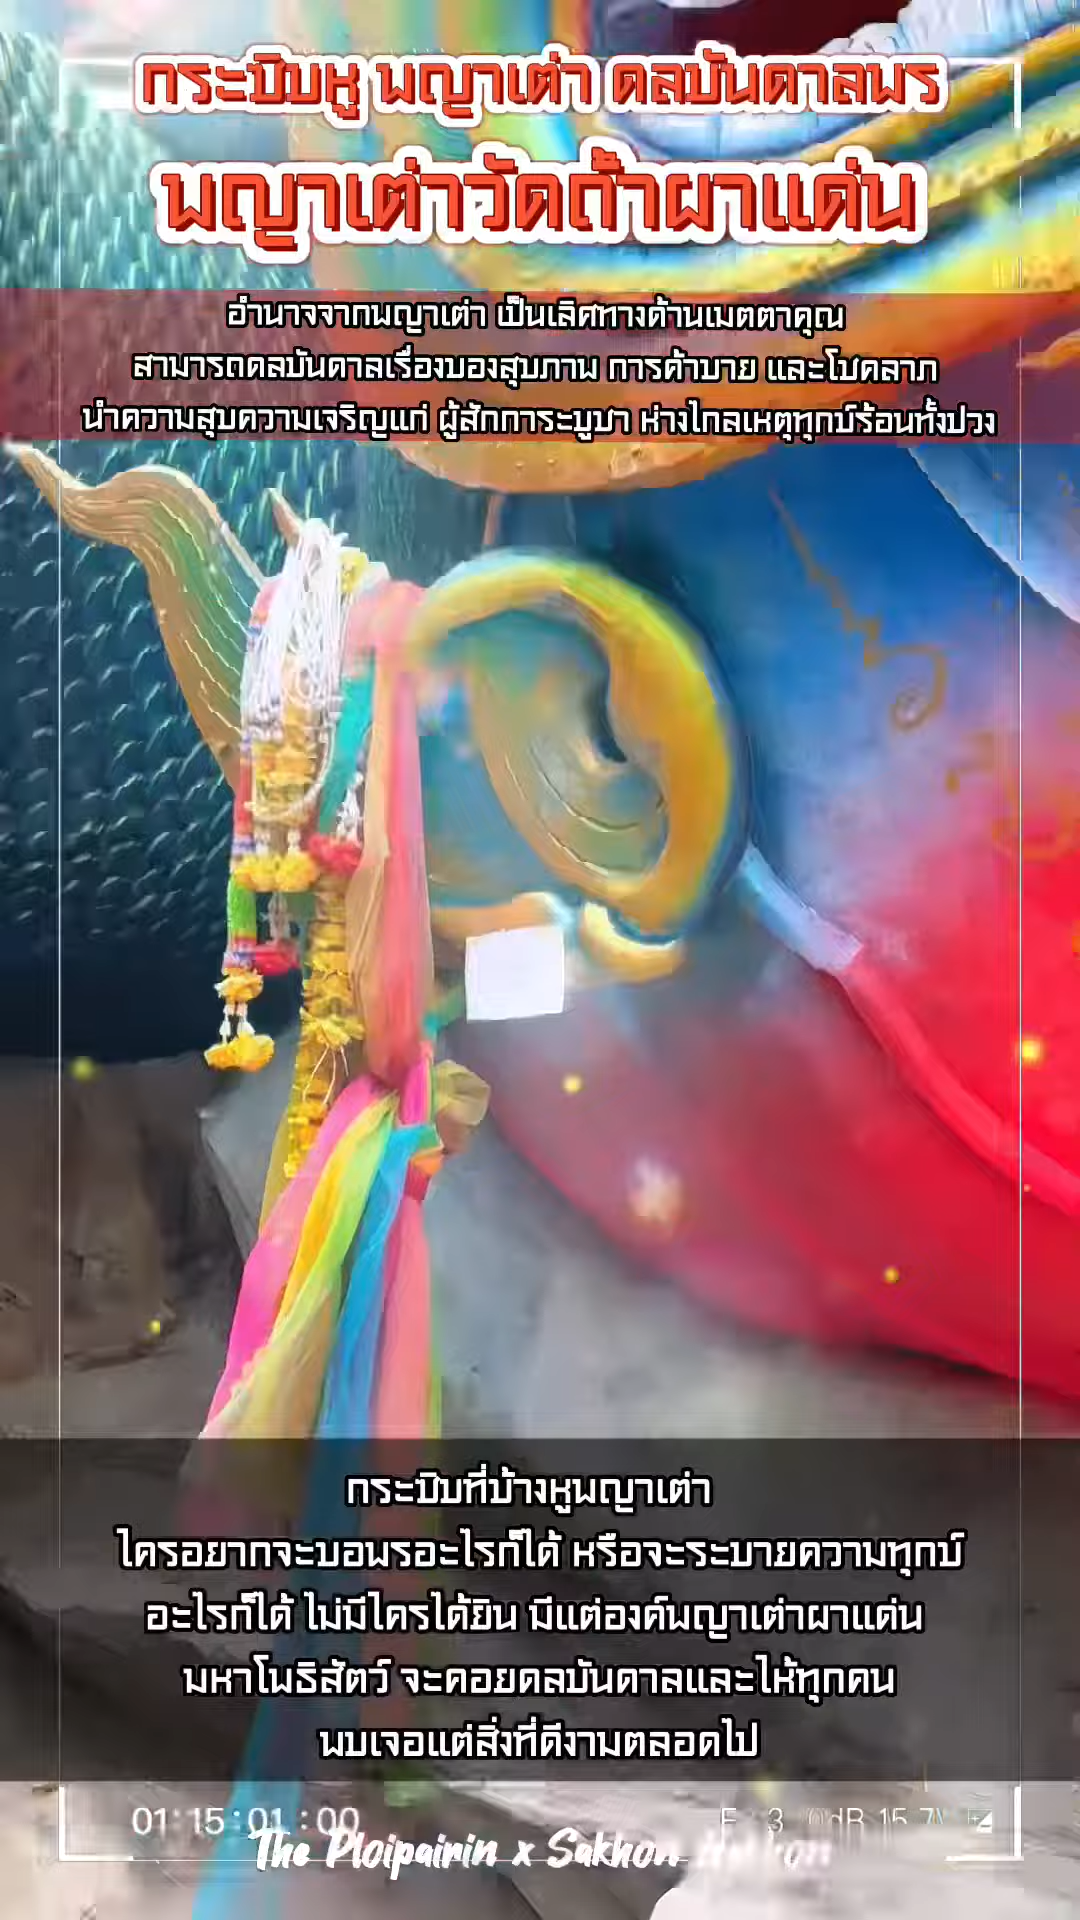 กระซิบหู พญาเต่า ดลบันดาลพร
พญาเต่าวัดถ้ำผาแด่น
อำนาจจากพญาเต่า เป็นเลิศทางด้านเมตตาคุณ
สามารถดลบันดาลเรื่องของสุขภาพ การค้าขาย และโชคลาภ
นำความสุขความเจริญแก่ ผู้สักการะบูชา ห่างไกลเหตุทุกข์ร้อนทั้งปวง
กระซิบที่ข้างหูพญาเต่า
ใครอยากจะขอพรอะไรก็ได้ หรือจะระบายความทุกข์
อะไรก็ได้ ไม่มีใครได้ยิน มีแต่องค์พญาเต่าผาแด่น
มหาโพธิสัตว์ จะคอยดลบันดาลและให้ทุกคน
พบเจอแต่สิ่งที่ดีงามตลอดไป
01:15:01:00
The Ploipairin x Sakhon